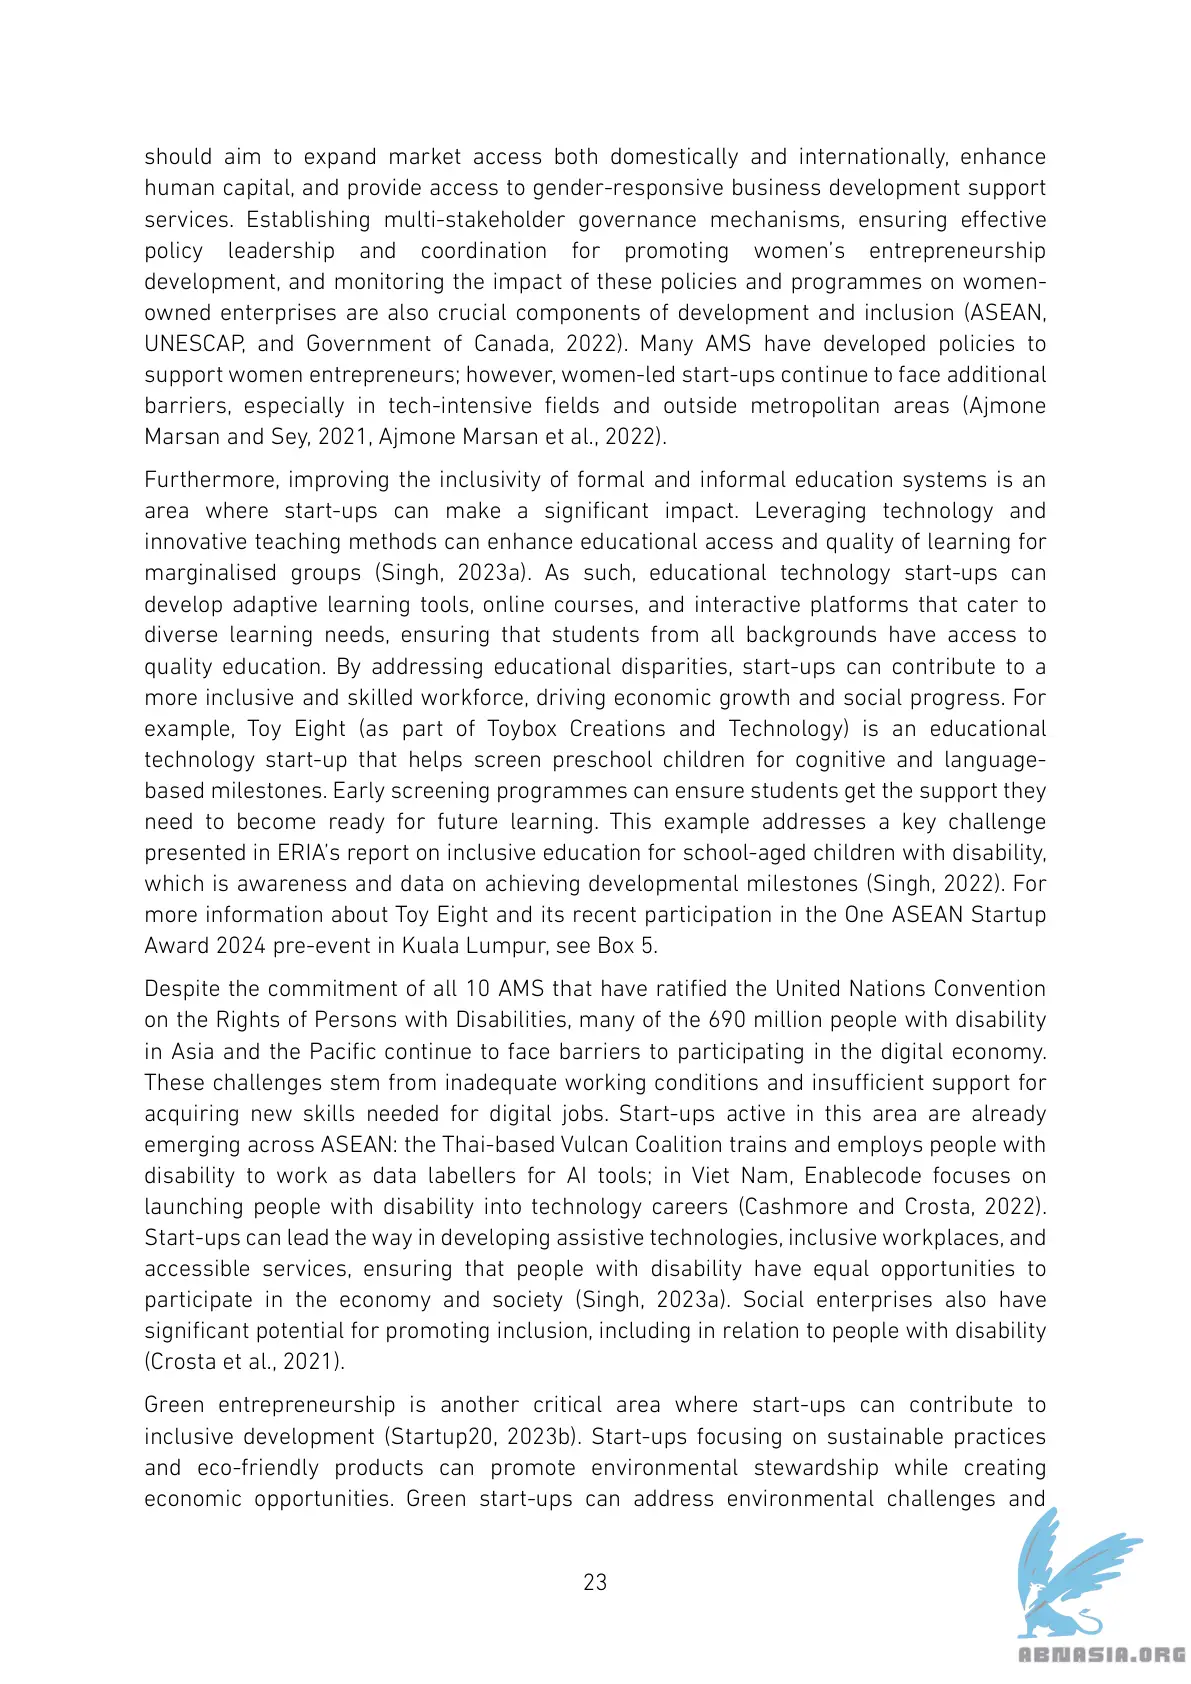 should aim to expand market access both domestically and internationally, enhance
human capital, and provide access to gender-responsive business development support
services. Establishing multi-stakeholder governance mechanisms, ensuring effective
policy leadership and coordination for promoting women’s entrepreneurship
development, and monitoring the impact of these policies and programmes on women-
owned enterprises are also crucial components of development and inclusion (ASEAN,
UNESCAP, and Government of Canada, 2022). Many AMS have developed policies to
support women entrepreneurs; however, women-led start-ups continue to face additional
barriers, especially in tech-intensive fields and outside metropolitan areas (Ajmone
Marsan and Sey, 2021, Ajmone Marsan et al., 2022).
Furthermore, improving the inclusivity of formal and informal education systems is an
area where start-ups can make a significant impact. Leveraging technology and
innovative teaching methods can enhance educational access and quality of learning for
marginalised groups (Singh, 2023a). As such, educational technology start-ups can
develop adaptive learning tools, online courses, and interactive platforms that cater to
diverse learning needs, ensuring that students from all backgrounds have access to
quality education. By addressing educational disparities, start-ups can contribute to a
more inclusive and skilled workforce, driving economic growth and social progress. For
example, Toy Eight (as part of Toybox Creations and Technology) is an educational
technology start-up that helps screen preschool children for cognitive and language-
based milestones. Early screening programmes can ensure students get the support they
need to become ready for future learning. This example addresses a key challenge
presented in ERIA’s report on inclusive education for school-aged children with disability,
which is awareness and data on achieving developmental milestones (Singh, 2022). For
more information about Toy Eight and its recent participation in the One ASEAN Startup
Award 2024 pre-event in Kuala Lumpur, see Box 5.
Despite the commitment of all 10 AMS that have ratified the United Nations Convention
on the Rights of Persons with Disabilities, many of the 690 million people with disability
in Asia and the Pacific continue to face barriers to participating in the digital economy.
These challenges stem from inadequate working conditions and insufficient support for
acquiring new skills needed for digital jobs. Start-ups active in this area are already
emerging across ASEAN: the Thai-based Vulcan Coalition trains and employs people with
disability to work as data labellers for AI tools; in Viet Nam, Enablecode focuses on
launching people with disability into technology careers (Cashmore and Crosta, 2022).
Start-ups can lead the way in developing assistive technologies, inclusive workplaces, and
accessible services, ensuring that people with disability have equal opportunities to
participate in the economy and society (Singh, 2023a). Social enterprises also have
significant potential for promoting inclusion, including in relation to people with disability
(Crosta et al., 2021).
Green entrepreneurship is another critical area where start-ups can contribute to
inclusive development (Startup20, 2023b). Start-ups focusing on sustainable practices
and eco-friendly products can promote environmental stewardship while creating
economic opportunities. Green start-ups can address environmental challenges and
23
ABNASIA.ORG